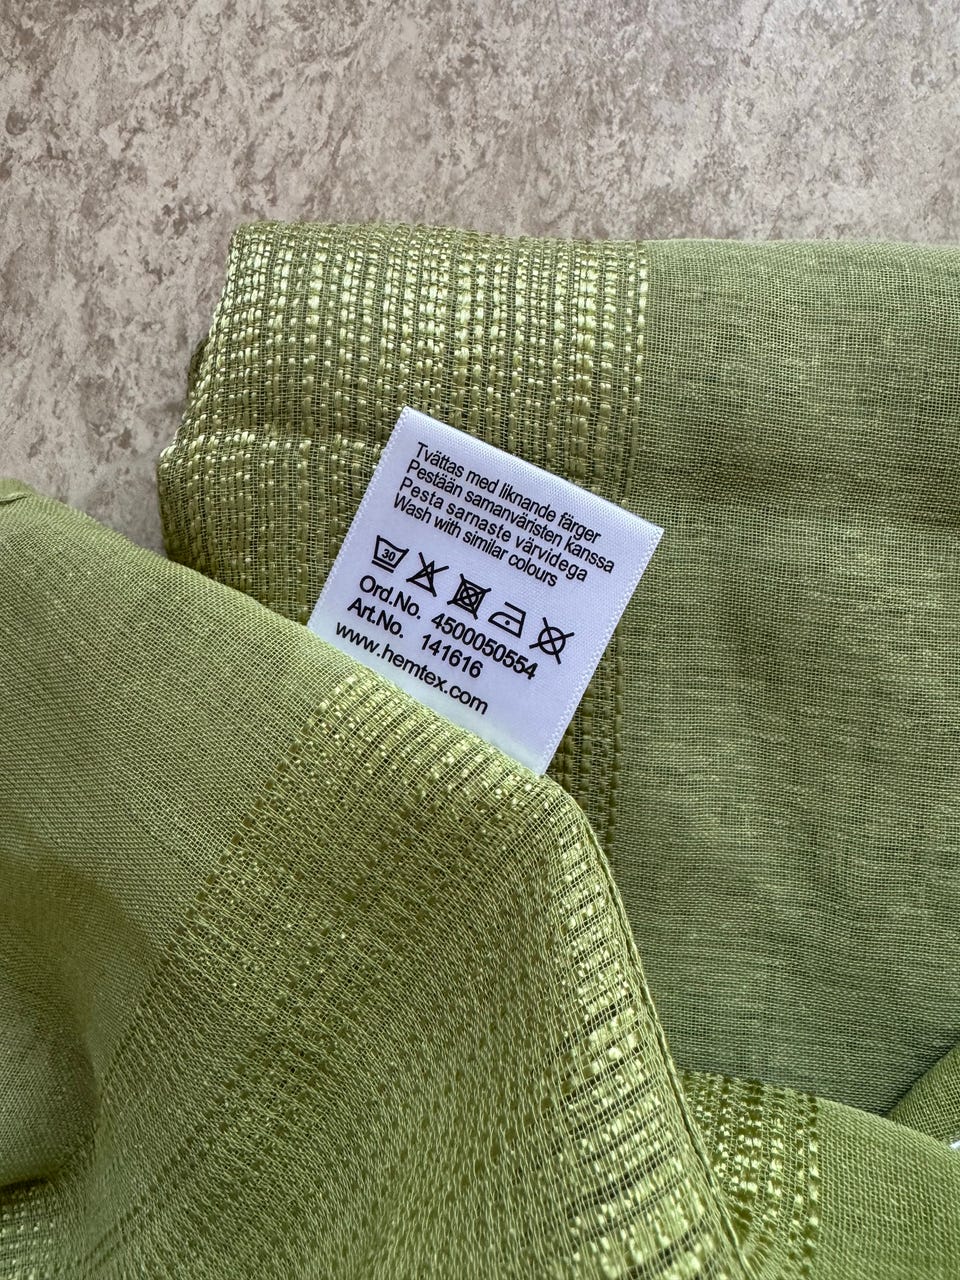 Tvättas med liknande färger
Pestään samanväristen kanssa
Pesta sarnaste värvidega
Wash with similar colours
30
Ord.No. 4500050554
Art.No. 141616
www.hemtex.com